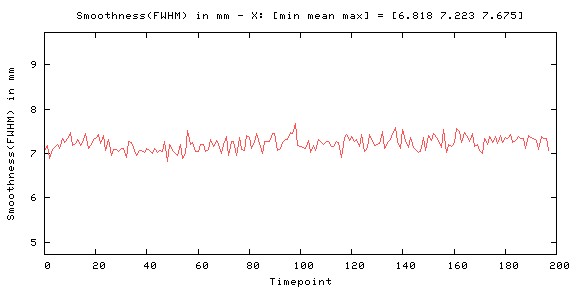 Smoothness(FWHM) in mm - X: [min mean max] = [6.818 7.223 7.675]
Smoothness(FWHM) in mm
9
8
7
6
5
0 20 40 60 80 100 120 140 160 180 200
Timepoint